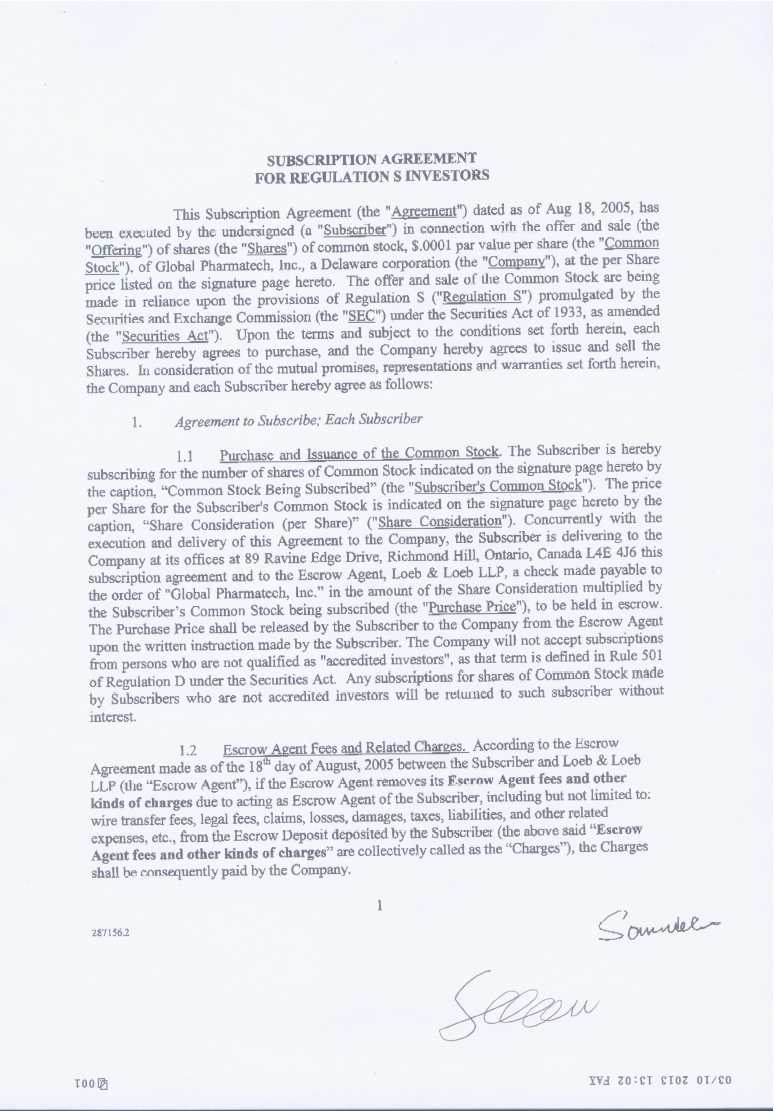 SUBSCRIPTION AGREEMENT
FOR REGULATION S INVESTORS
This Subscription Agreement (the "Agreement") dated as of Aug 18, 2005, has
been executed by the undersigned (a "Subscriber") in connection with the offer and sale (the
"Offering") of shares (the "Shares") of common stock, $.0001 par value per share (the "Common
Stock"), of Global Pharmatech, Inc., a Delaware corporation (the "Company"), at the per Share
price listed on the signature page hereto. The offer and sale of the Common Stock are being
made in reliance upon the provisions of Regulation S ("Regulation S") promulgated by the
Securities and Exchange Commission (the "SEC") under the Securities Act of 1933, as amended
(the "Securities Act"). Upon the terms and subject to the conditions set forth herein, each
Subscriber hereby agrees to purchase, and the Company hereby agrees to issue and sell the
Shares. In consideration of the mutual promises, representations and warranties set forth herein,
the Company and each Subscriber hereby agree as follows:
1. Agreement to Subscribe; Each Subscriber
1.1 Purchase and Issuance of the Common Stock. The Subscriber is hereby
subscribing for the number of shares of Common Stock indicated on the signature page hereto by
the caption, “Common Stock Being Subscribed” (the "Subscriber's Common Stock"). The price
per Share for the Subscriber's Common Stock is indicated on the signature page hereto by the
caption, “Share Consideration (per Share)” ("Share Consideration"). Concurrently with the
execution and delivery of this Agreement to the Company, the Subscriber is delivering to the
Company at its offices at 89 Ravine Edge Drive, Richmond Hill, Ontario, Canada L4E 4J6 this
subscription agreement and to the Escrow Agent, Loeb & Loeb LLP, a check made payable to
the order of "Global Pharmatech, Inc." in the amount of the Share Consideration multiplied by
the Subscriber’s Common Stock being subscribed (the "Purchase Price"), to be held in escrow.
The Purchase Price shall be released by the Subscriber to the Company from the Escrow Agent
upon the written instruction made by the Subscriber. The Company will not accept subscriptions
from persons who are not qualified as "accredited investors", as that term is defined in Rule 501
of Regulation D under the Securities Act. Any subscriptions for shares of Common Stock made
by Subscribers who are not accredited investors will be returned to such subscriber without
interest.
1.2 Escrow Agent Fees and Related Charges. According to the Escrow
Agreement made as of the 18th day of August, 2005 between the Subscriber and Loeb & Loeb
LLP (the “Escrow Agent”), if the Escrow Agent removes its Escrow Agent fees and other
kinds of charges due to acting as Escrow Agent of the Subscriber, including but not limited to:
wire transfer fees, legal fees, claims, losses, damages, taxes, liabilities, and other related
expenses, etc., from the Escrow Deposit deposited by the Subscriber (the above said “Escrow
Agent fees and other kinds of charges” are collectively called as the “Charges”), the Charges
shall be consequently paid by the Company.
1
287156.2
03/10 2013 13:02 FAX
001